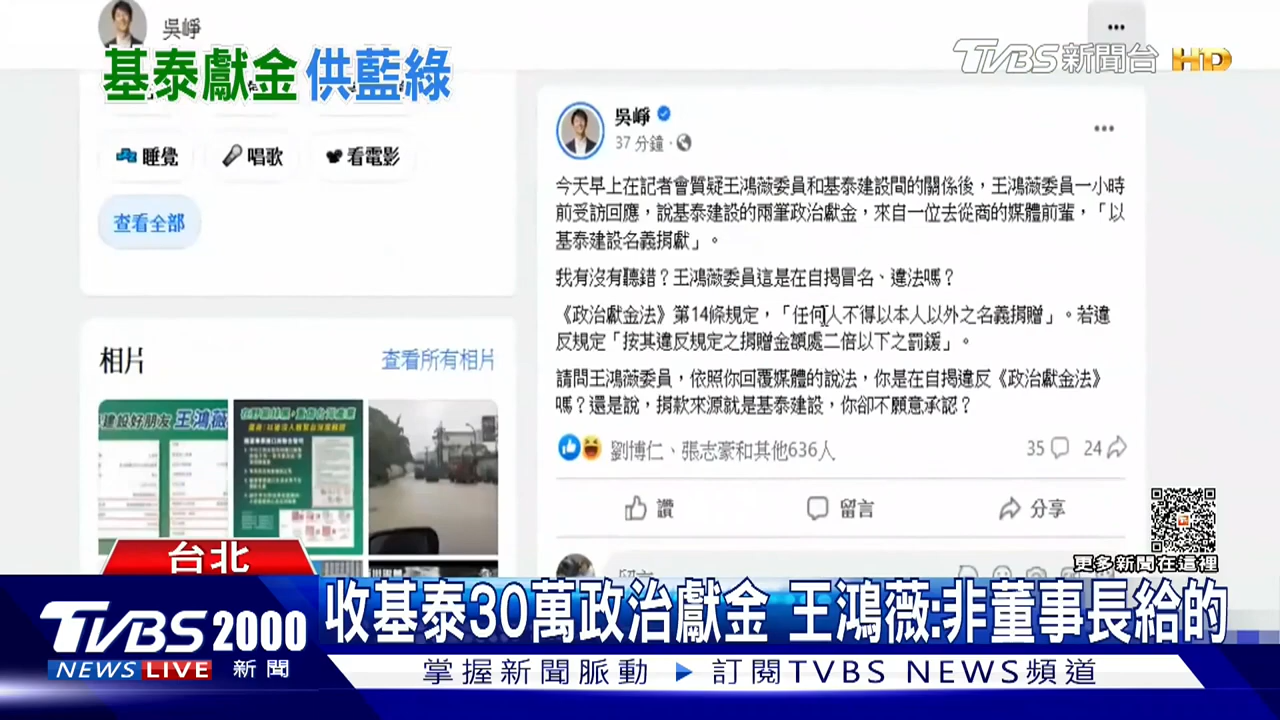 吳崢
基泰獻金 供藍綠
TVBS新聞台 HD
睡覺
唱歌
看電影
查看全部
相片
查看所有相片
建設好朋友 王鴻薇
吳崢
37 分鐘
今天早上在記者會質疑王鴻薇委員和基泰建設間的關係後，王鴻薇委員一小時
前受訪回應，說基泰建設的兩筆政治獻金，來自一位去從商的媒體前輩，「以
基泰建設名義捐獻」。
我有沒有聽錯？王鴻薇委員這是在自揭冒名、違法嗎？
《政治獻金法》第14條規定，「任何人不得以本人以外之名義捐贈」。若違
反規定「按其違反規定之捐贈金額處二倍以下之罰鍰」。
請問王鴻薇委員，依照你回覆媒體的說法，你是在自揭違反《政治獻金法》
嗎？還是說，捐款來源就是基泰建設，你卻不願意承認？
劉博仁、張志豪和其他636人
35
24
讚
留言
分享
更多新聞在這裡
台北
收基泰30萬政治獻金 王鴻薇:非董事長給的
TVBS 2000
NEWS LIVE 新聞
掌握新聞脈動 ▶ 訂閱TVBS NEWS頻道